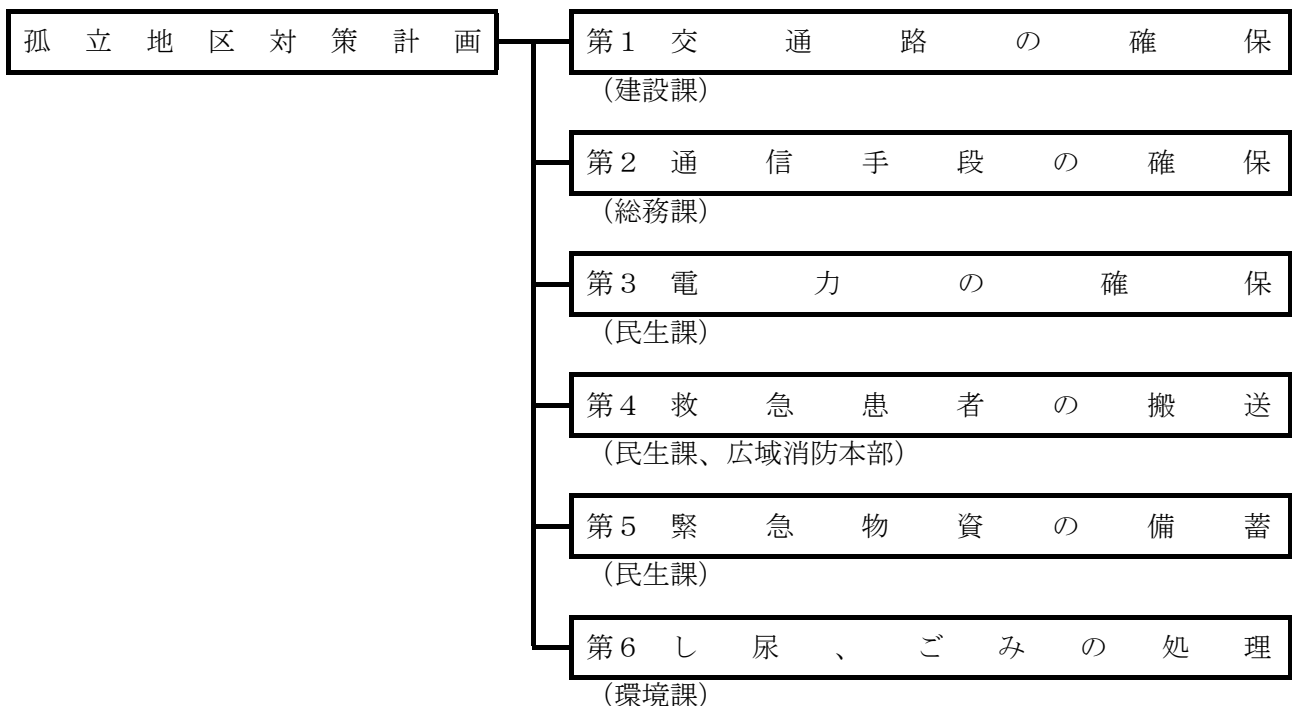 孤立地区対策計画
第1 交通路の確保
（建設課）
第2 通信手段の確保
（総務課）
第3 電力の確保
（民生課）
第4 救急患者の搬送
（民生課、広域消防本部）
第5 緊急物資の備蓄
（民生課）
第6 し尿、ごみの処理
（環境課）